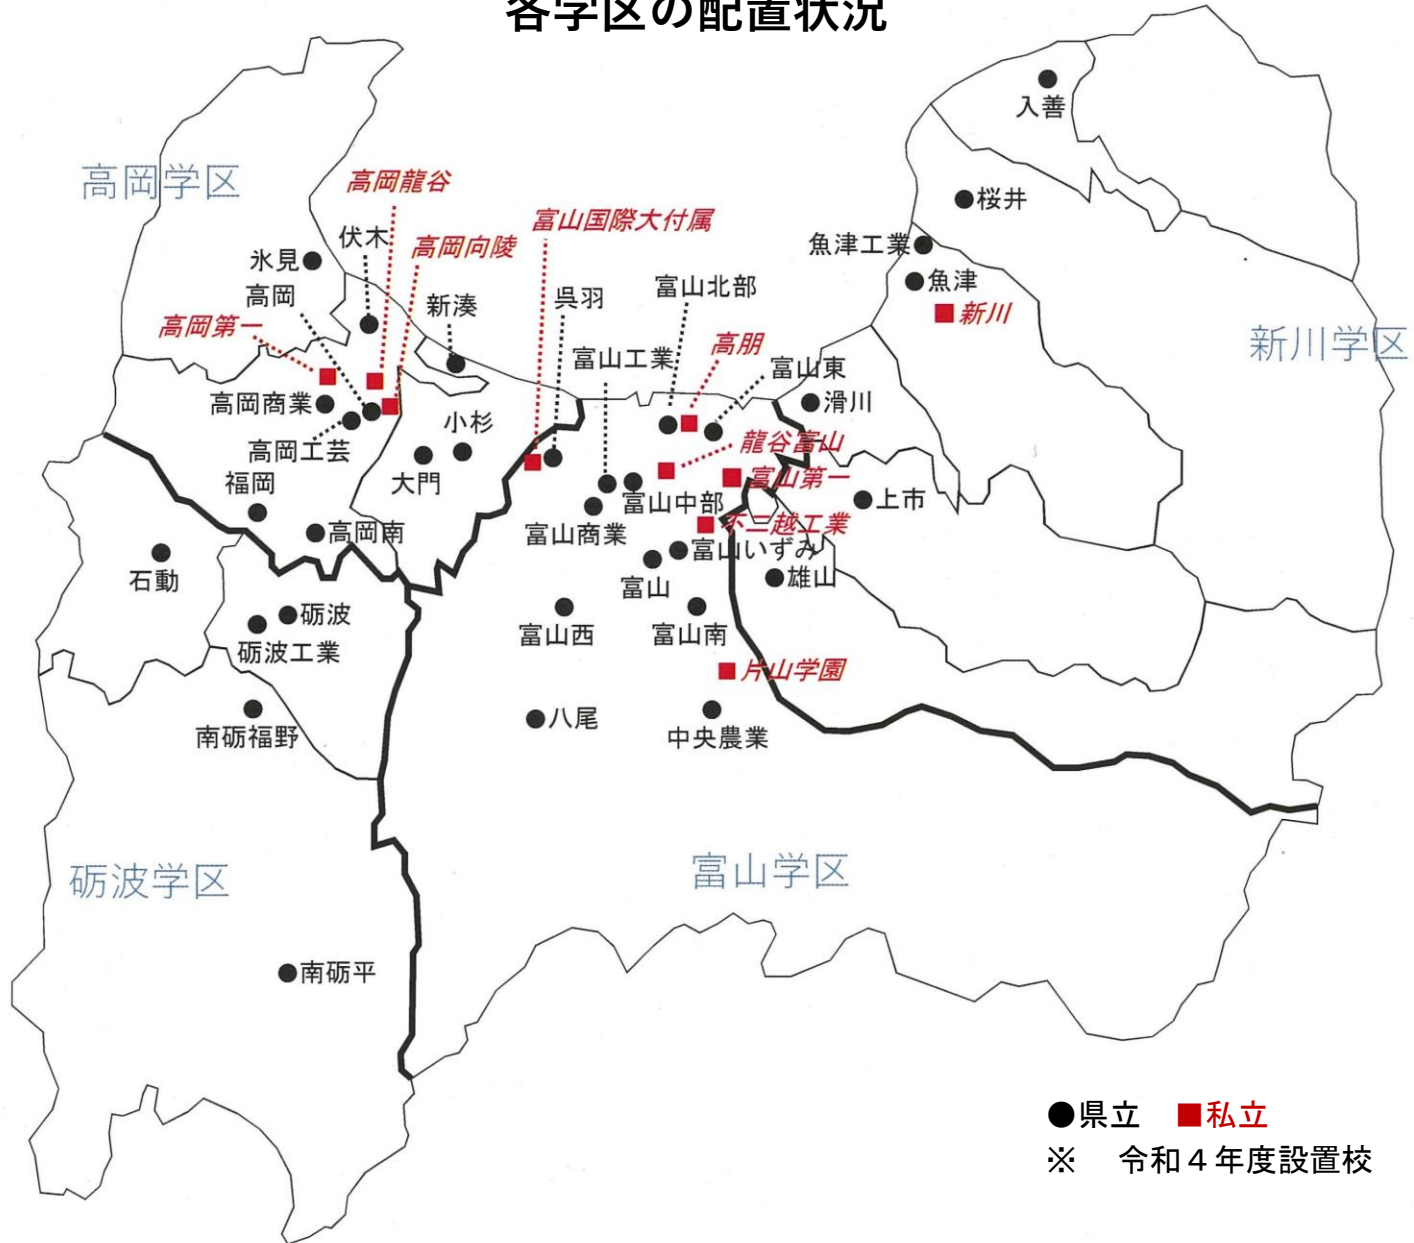 各学区の配置状況
入善
高岡学区
高岡龍谷
桜井
富山国際大付属
伏木
高岡向陵
魚津工業
氷見
魚津
富山北部
高岡
呉羽
新湊
新川
高岡第一
高朋
新川学区
富山工業
富山東
高岡商業
滑川
小杉
龍谷富山
高岡工芸
富山第一
大門
福岡
富山中部
上市
不二越工業
高岡南
富山商業
富山いずみ
石動
富山
雄山
砺波
富山西
富山南
砺波工業
片山学園
南砺福野
八尾
中央農業
砺波学区
富山学区
南砺平
●県立 ■私立
※ 令和４年度設置校